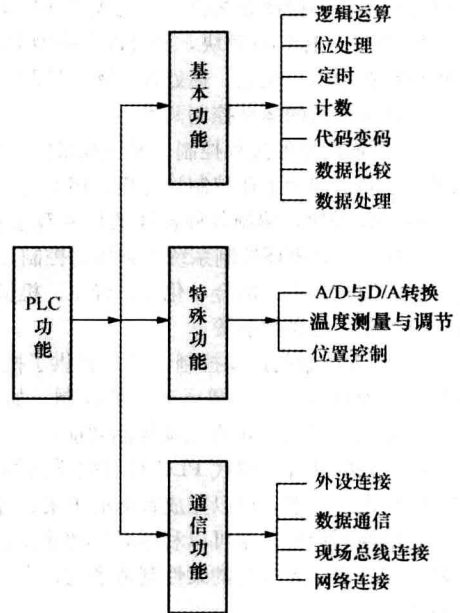 PLC
功
能
基
本
功
能
逻辑运算
位处理
定时
计数
代码变码
数据比较
数据处理
特
殊
功
能
A/D与D/A转换
温度测量与调节
位置控制
通
信
功
能
外设连接
数据通信
现场总线连接
网络连接